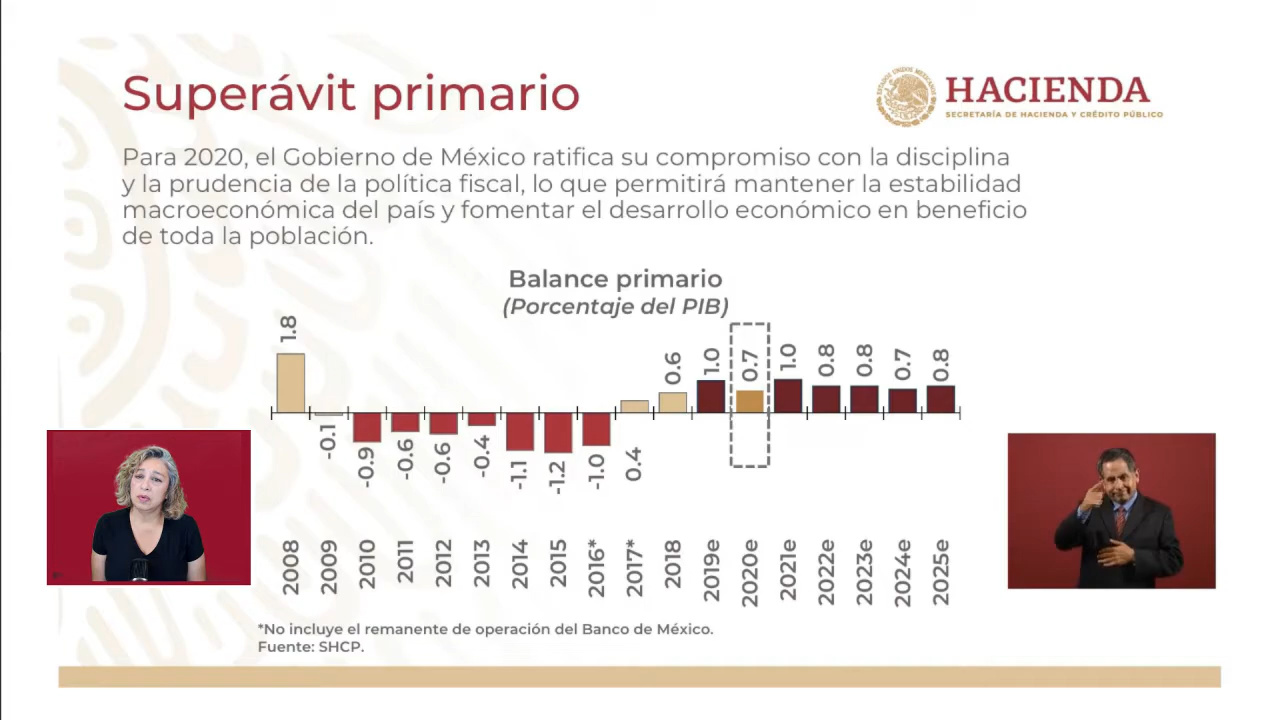 Superávit primario
HACIENDA
SECRETARÍA DE HACIENDA Y CRÉDITO PÚBLICO
Para 2020, el Gobierno de México ratifica su compromiso con la disciplina
y la prudencia de la política fiscal, lo que permitirá mantener la estabilidad
macroeconómica del país y fomentar el desarrollo económico en beneficio
de toda la población.
Balance primario
(Porcentaje del PIB)
1.8
-0.1
-0.9
-0.6
-0.6
-0.4
-1.1
-1.2
-1.0
0.4
0.6
1.0
0.7
1.0
0.8
0.8
0.7
0.8
2008
2009
2010
2011
2012
2013
2014
2015
2016*
2017*
2018
2019e
2020e
2021e
2022e
2023e
2024e
2025e
*No incluye el remanente de operación del Banco de México.
Fuente: SHCP.